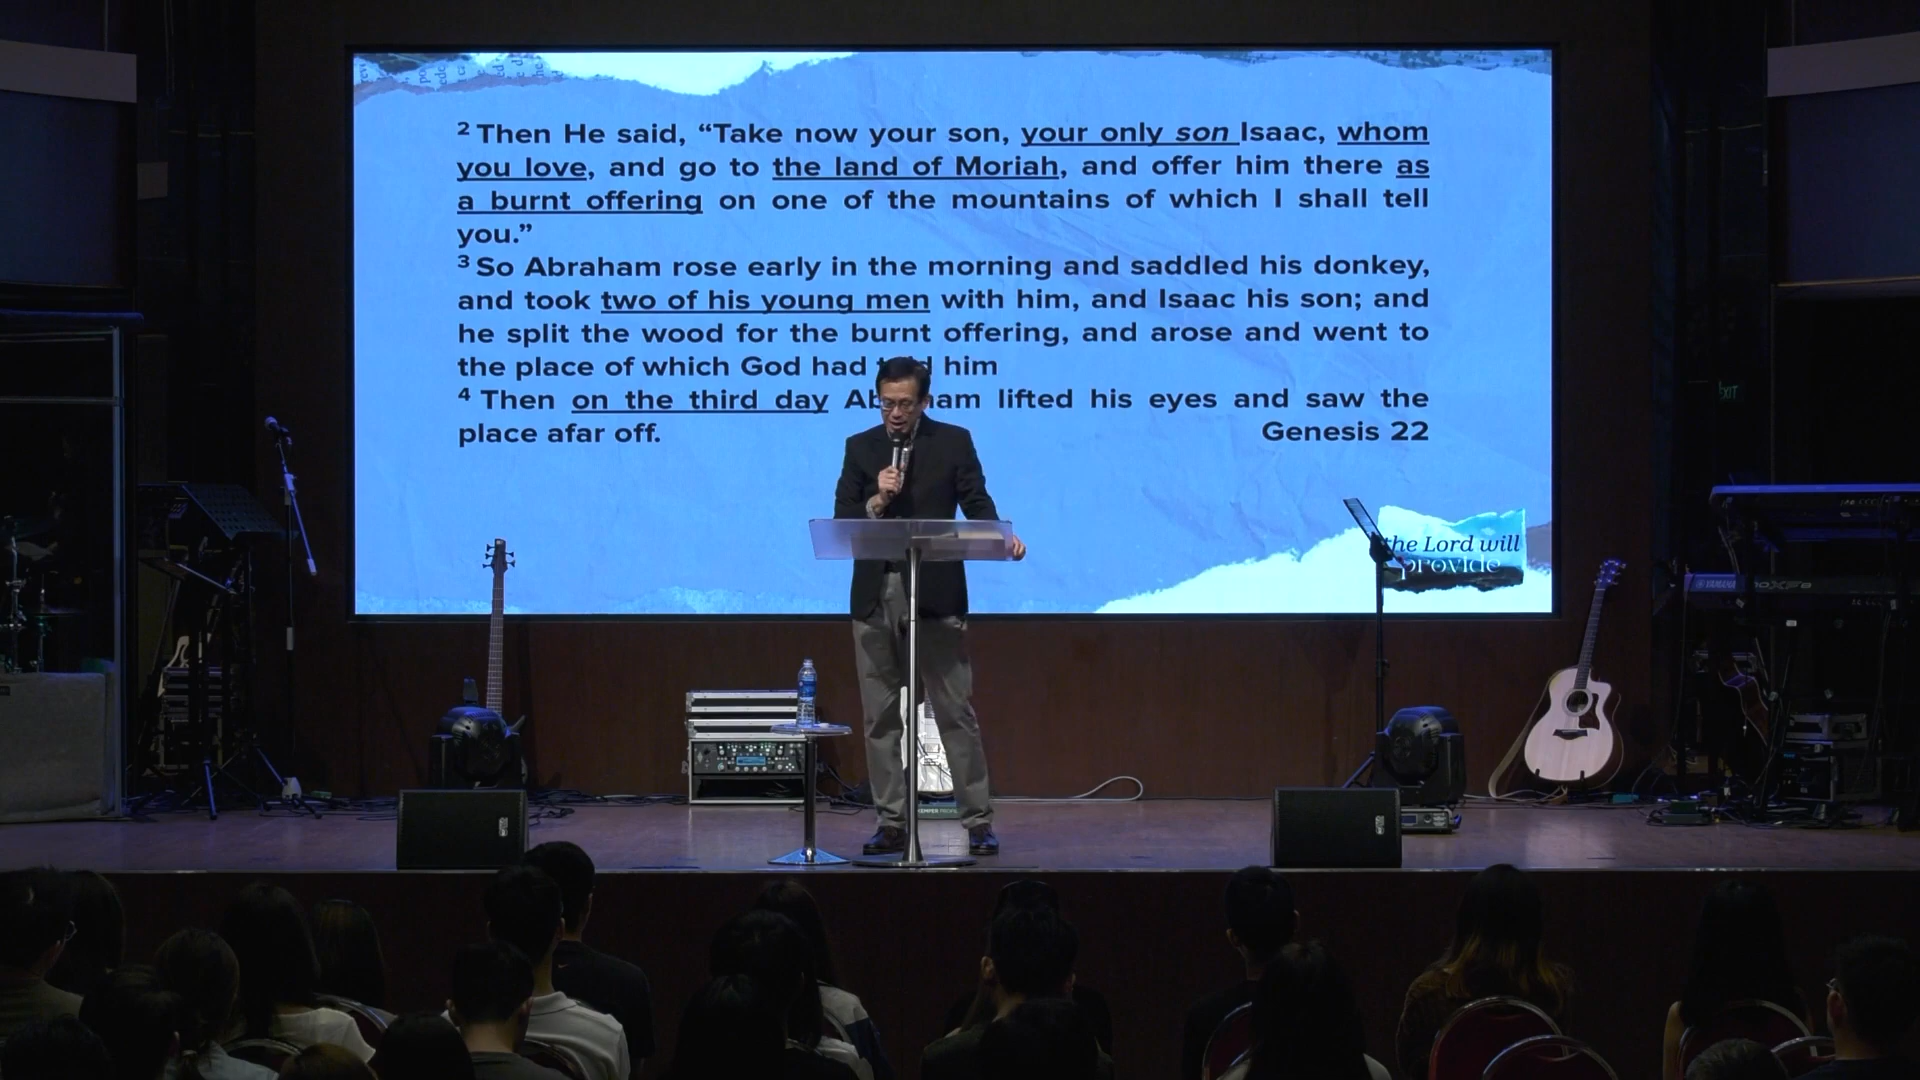 ² Then He said, “Take now your son, your only son Isaac, whom
you love, and go to the land of Moriah, and offer him there as
a burnt offering on one of the mountains of which I shall tell
you.”
³ So Abraham rose early in the morning and saddled his donkey,
and took two of his young men with him, and Isaac his son; and
he split the wood for the burnt offering, and arose and went to
the place of which God had him
⁴ Then on the third day lifted his eyes and saw the
place afar off. Genesis 22
the Lord will
provide
EXIT
YAMAHA
KEMPER